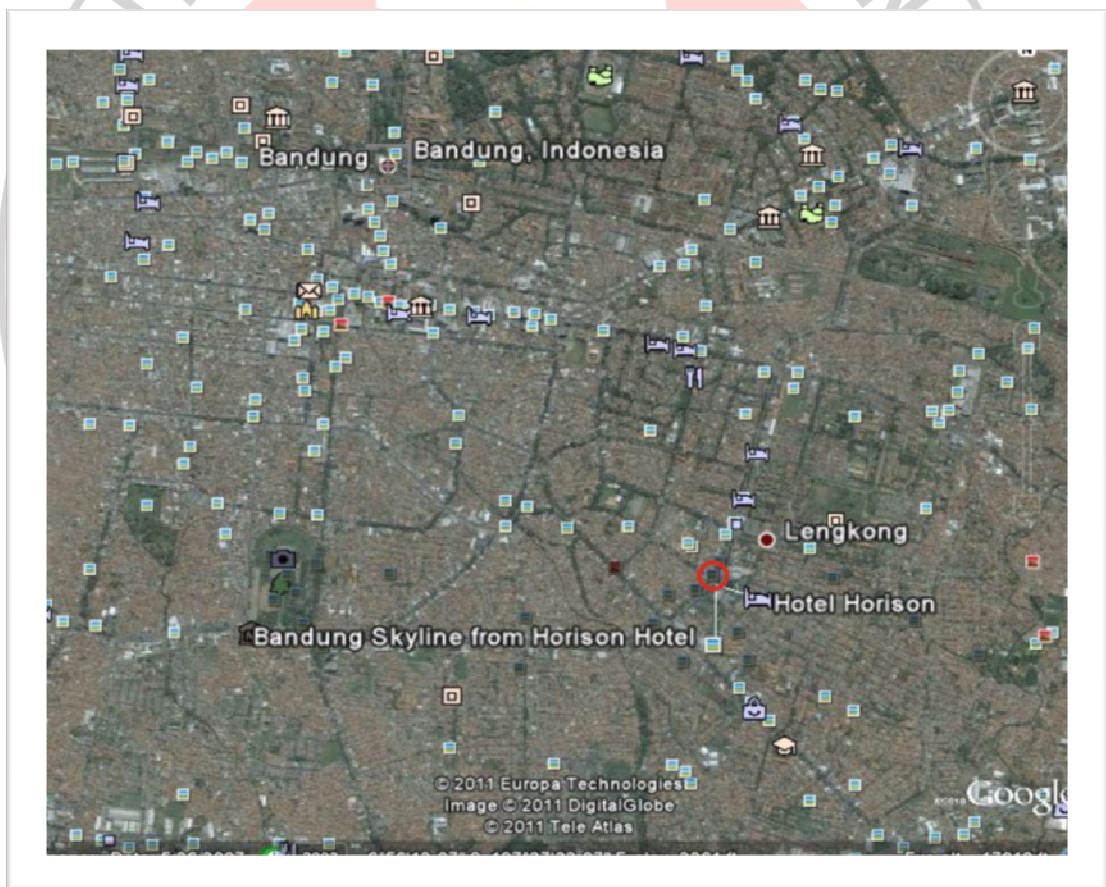 Bandung
Bandung, Indonesia
Lengkong
Hotel Horison
Bandung Skyline from Horison Hotel
© 2011 Europa Technologies
Image © 2011 DigitalGlobe
© 2011 Tele Atlas
Google